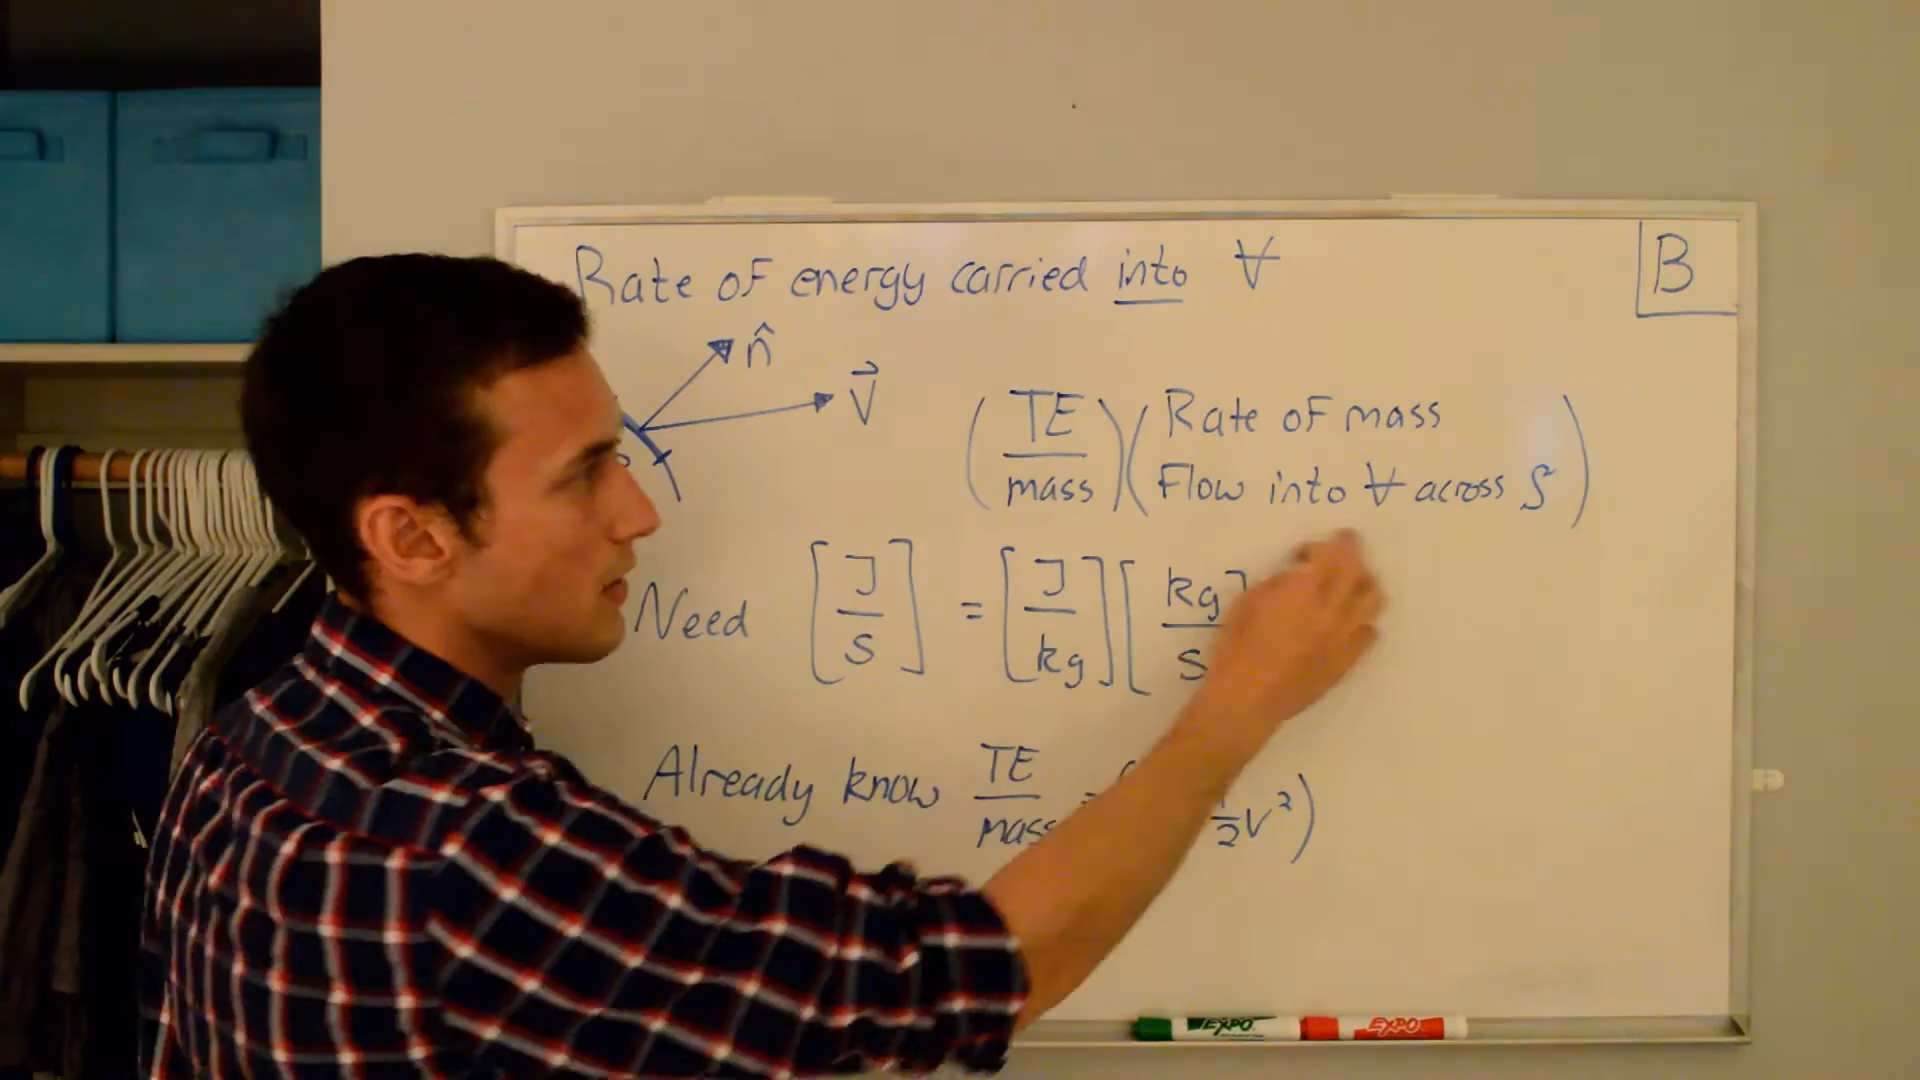 Rate of energy carried into ∀
B
n̂
V⃗
(TE/mass)(Rate of mass
Flow into ∀ across S)
Need [J/s] = [J/kg][kg/s]
Already know TE/mass = ( 1/2 V²)
EXPO EXPO